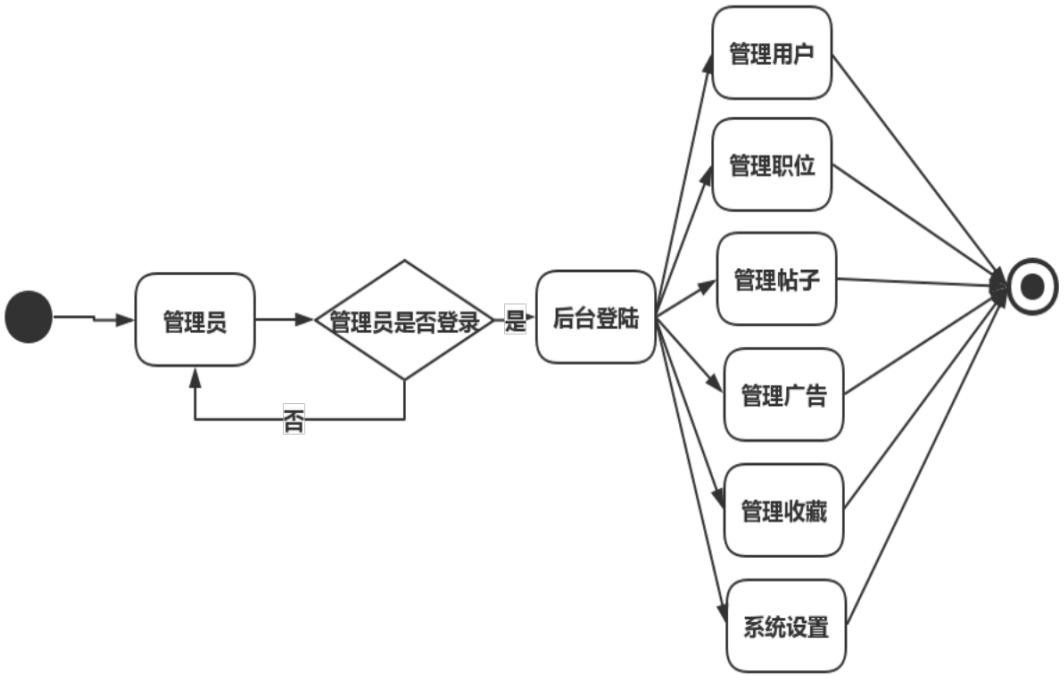 管理用户
管理职位
管理帖子
管理员
管理员是否登录
是
后台登陆
管理广告
否
管理收藏
系统设置